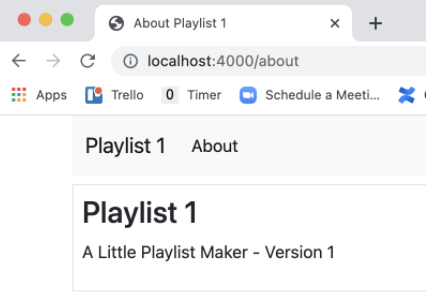 About Playlist 1
localhost:4000/about
Apps Trello 0 Timer Schedule a Meeti...
Playlist 1 About
Playlist 1
A Little Playlist Maker - Version 1